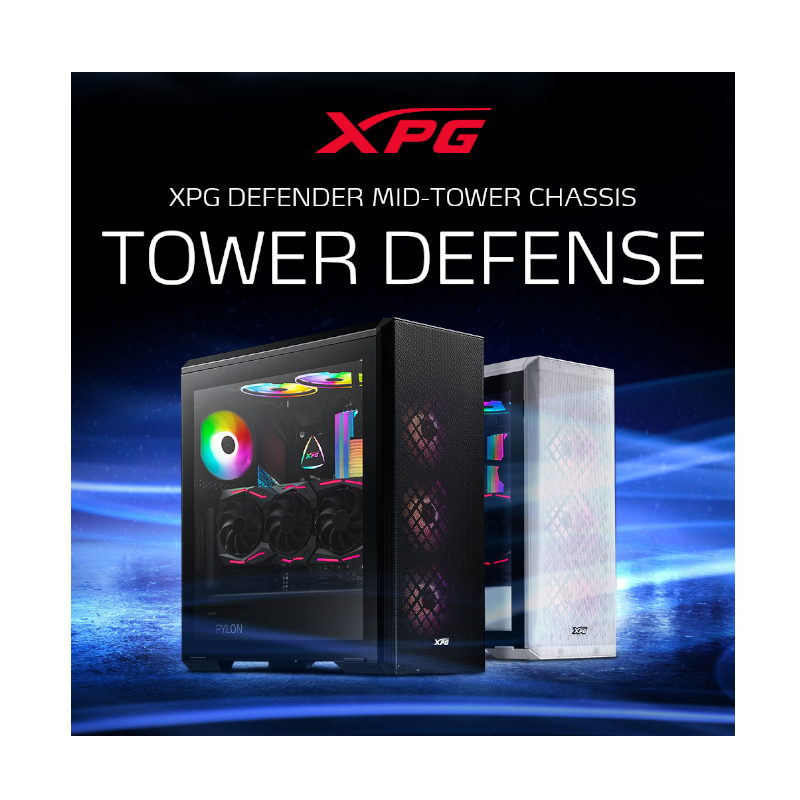 XPG
XPG DEFENDER MID-TOWER CHASSIS
TOWER DEFENSE
XPG
PYLON
XPG
XPG